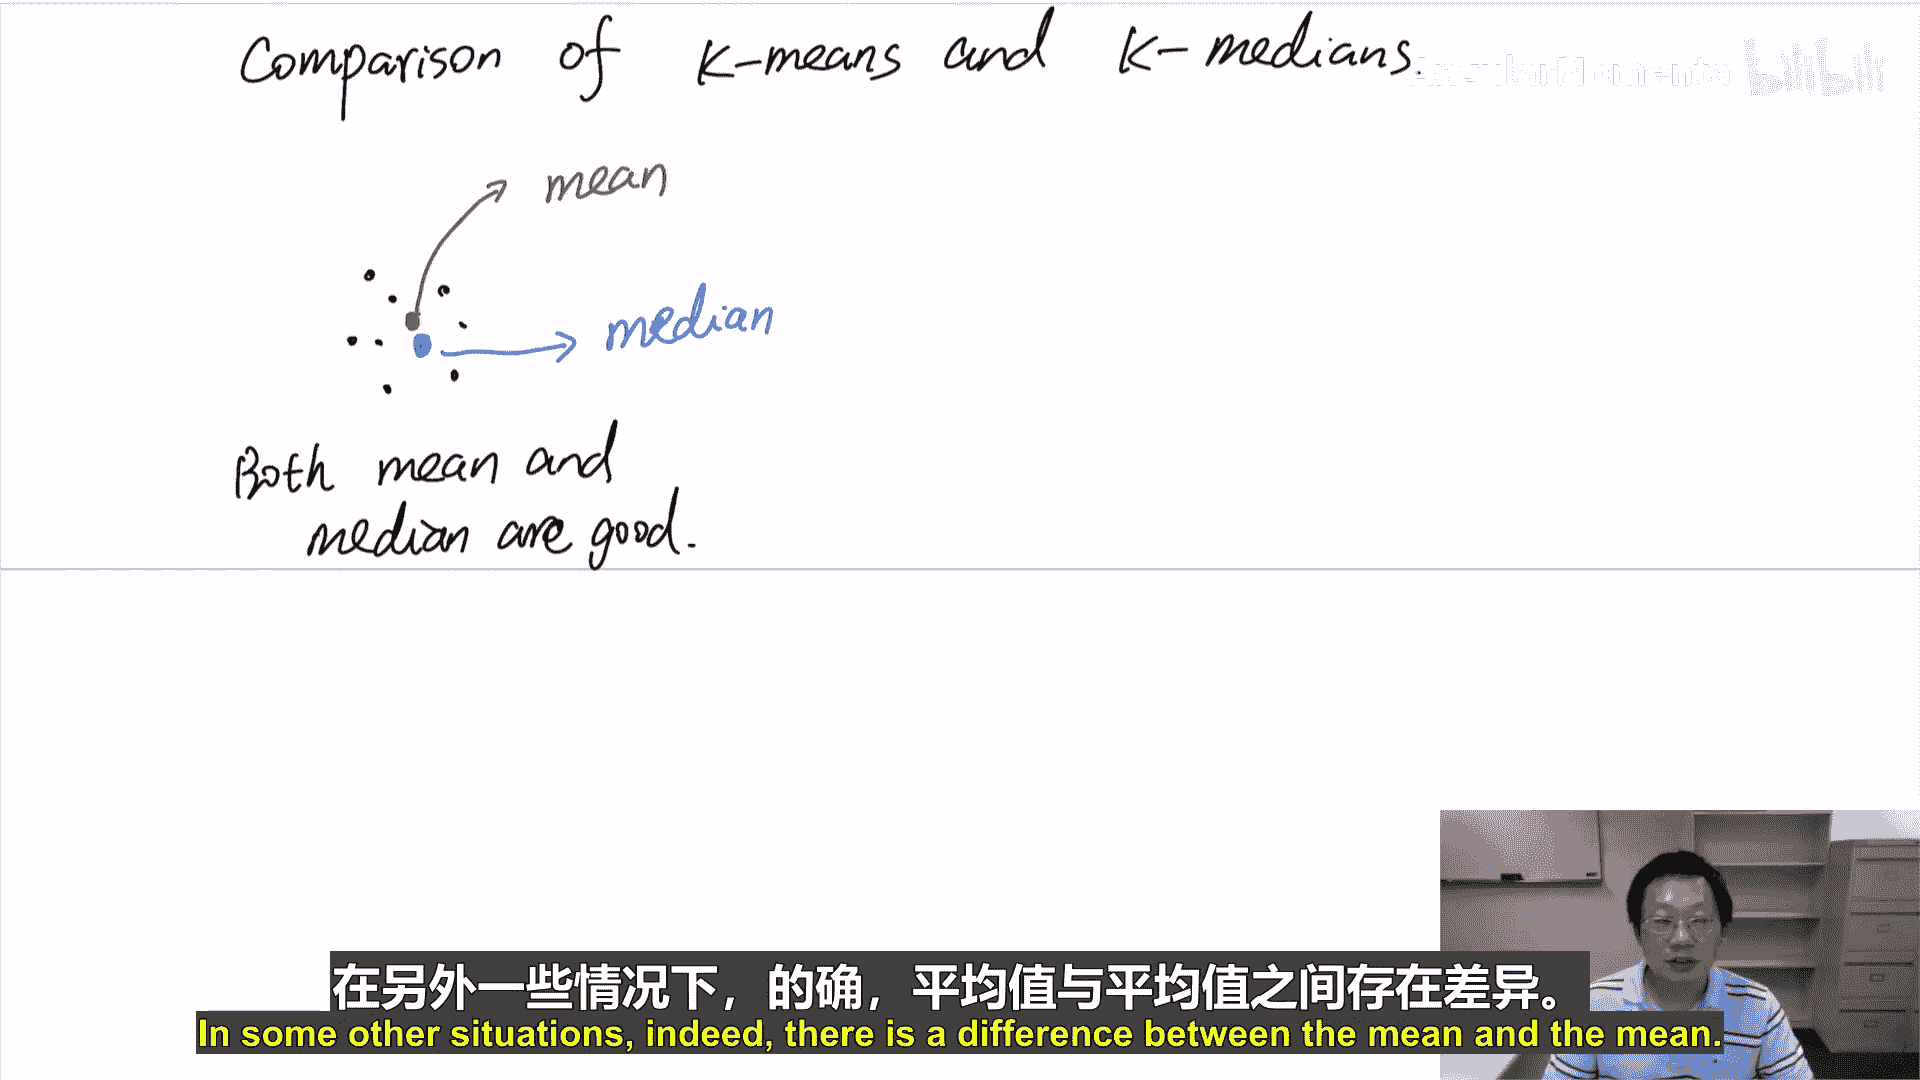 Comparison of K-means and K-medians.
bilibili
mean
median
Both mean and
median are good.
在另外一些情况下，的确，平均值与平均值之间存在差异。
In some other situations, indeed, there is a difference between the mean and the mean.